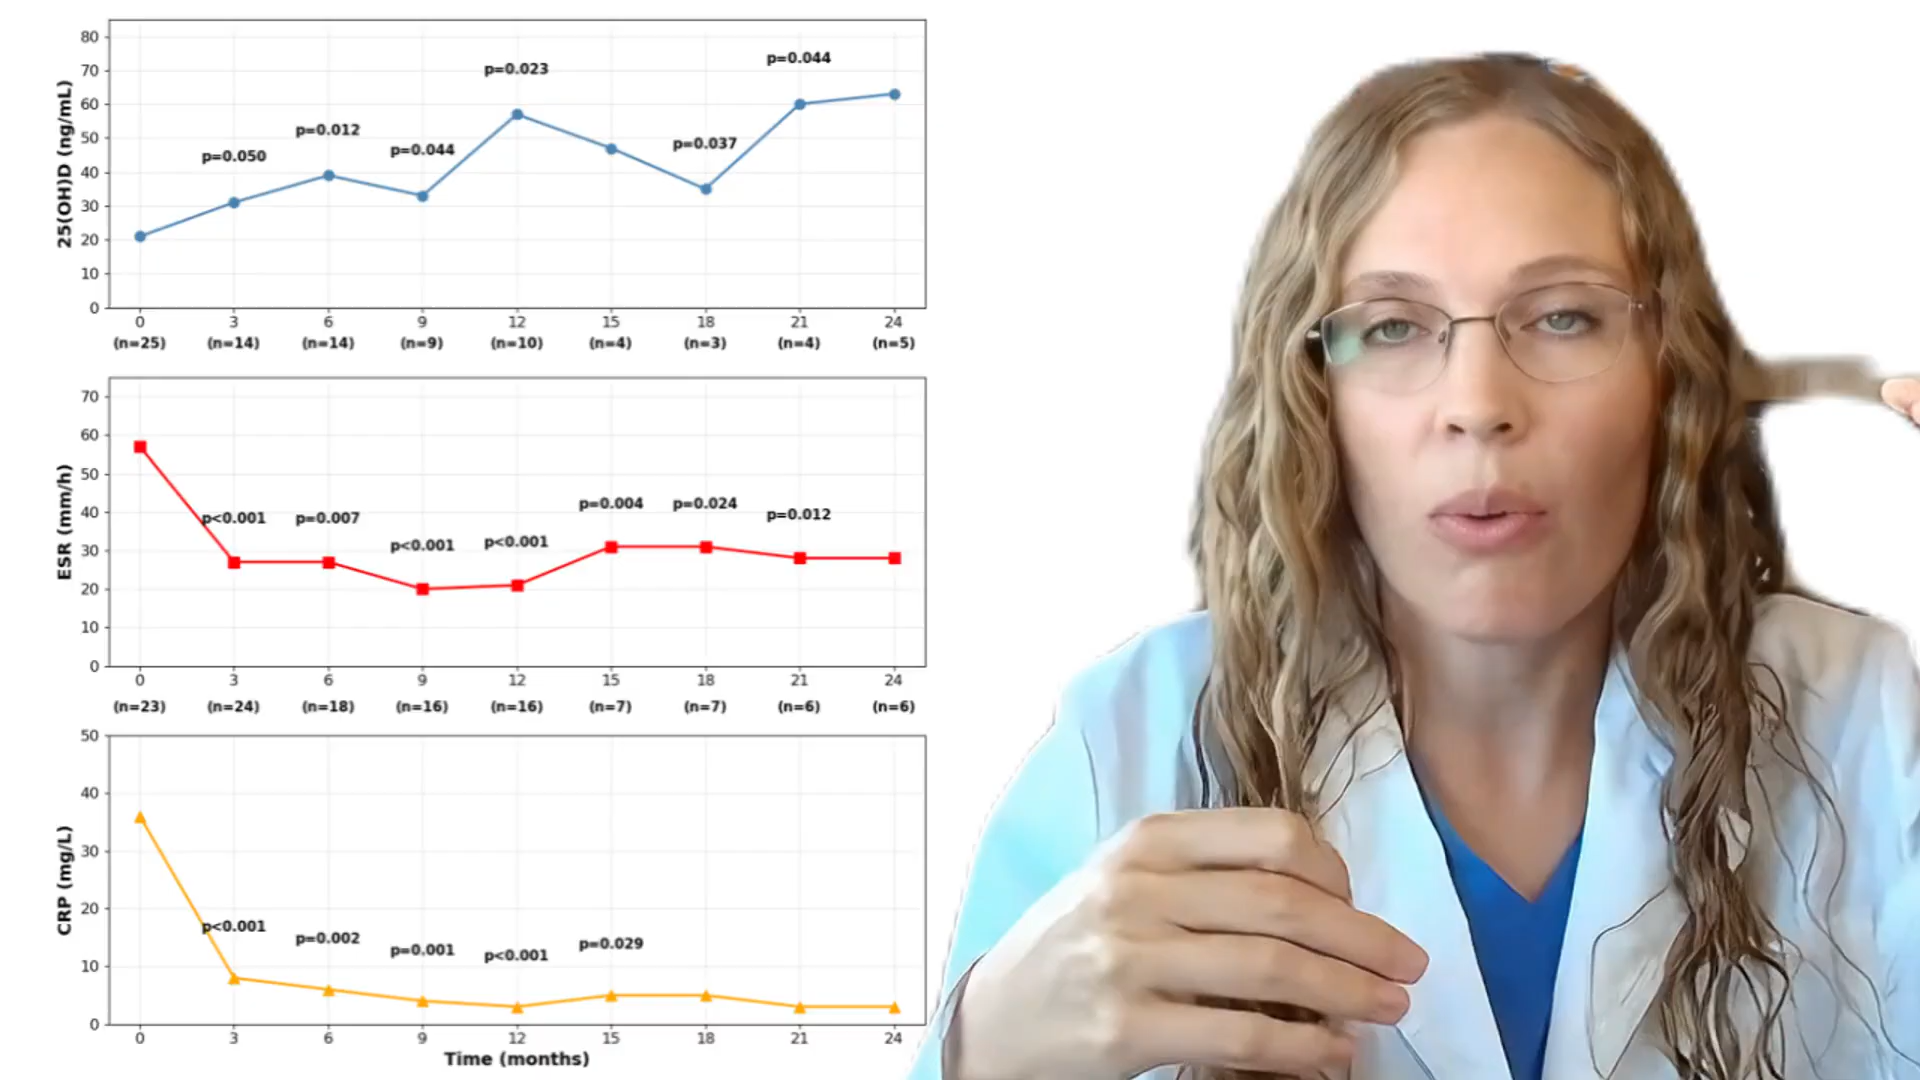 80
70
60
50
40
30
20
10
0
25(OH)D (ng/mL)
p=0.050
p=0.012
p=0.044
p=0.023
p=0.037
p=0.044
0 3 6 9 12 15 18 21 24
(n=25) (n=14) (n=14) (n=9) (n=10) (n=4) (n=3) (n=4) (n=5)
70
60
50
40
30
20
10
0
ESR (mm/h)
p<0.001
p=0.007
p<0.001
p<0.001
p=0.004
p=0.024
p=0.012
0 3 6 9 12 15 18 21 24
(n=23) (n=24) (n=18) (n=16) (n=16) (n=7) (n=7) (n=6) (n=6)
50
40
30
20
10
0
CRP (mg/L)
p<0.001
p=0.002
p=0.001
p<0.001
p=0.029
0 3 6 9 12 15 18 21 24
Time (months)